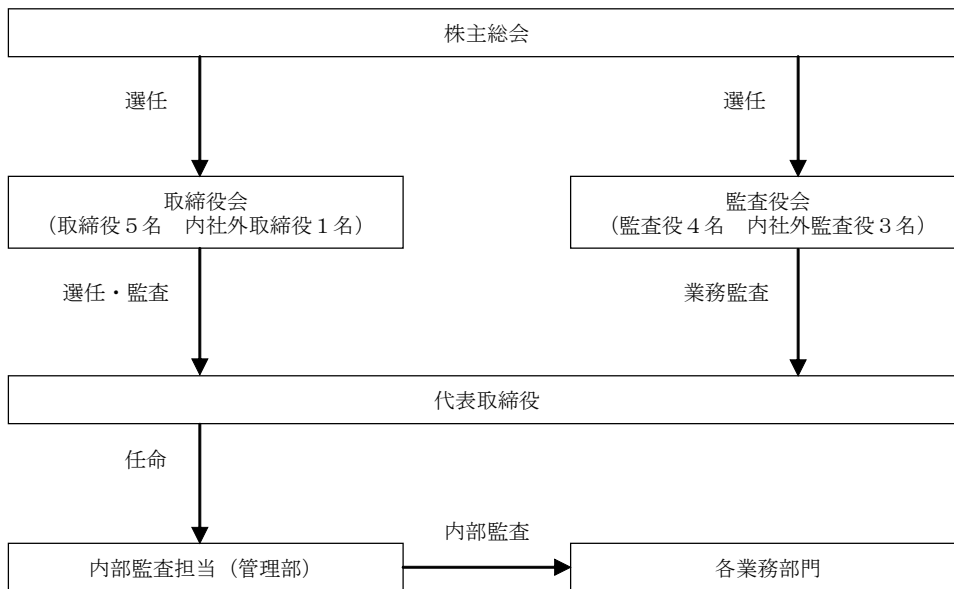 株主総会
選任
選任
取締役会
（取締役５名　内社外取締役１名）
監査役会
（監査役４名　内社外監査役３名）
選任・監査
業務監査
代表取締役
任命
内部監査
内部監査担当（管理部）
各業務部門